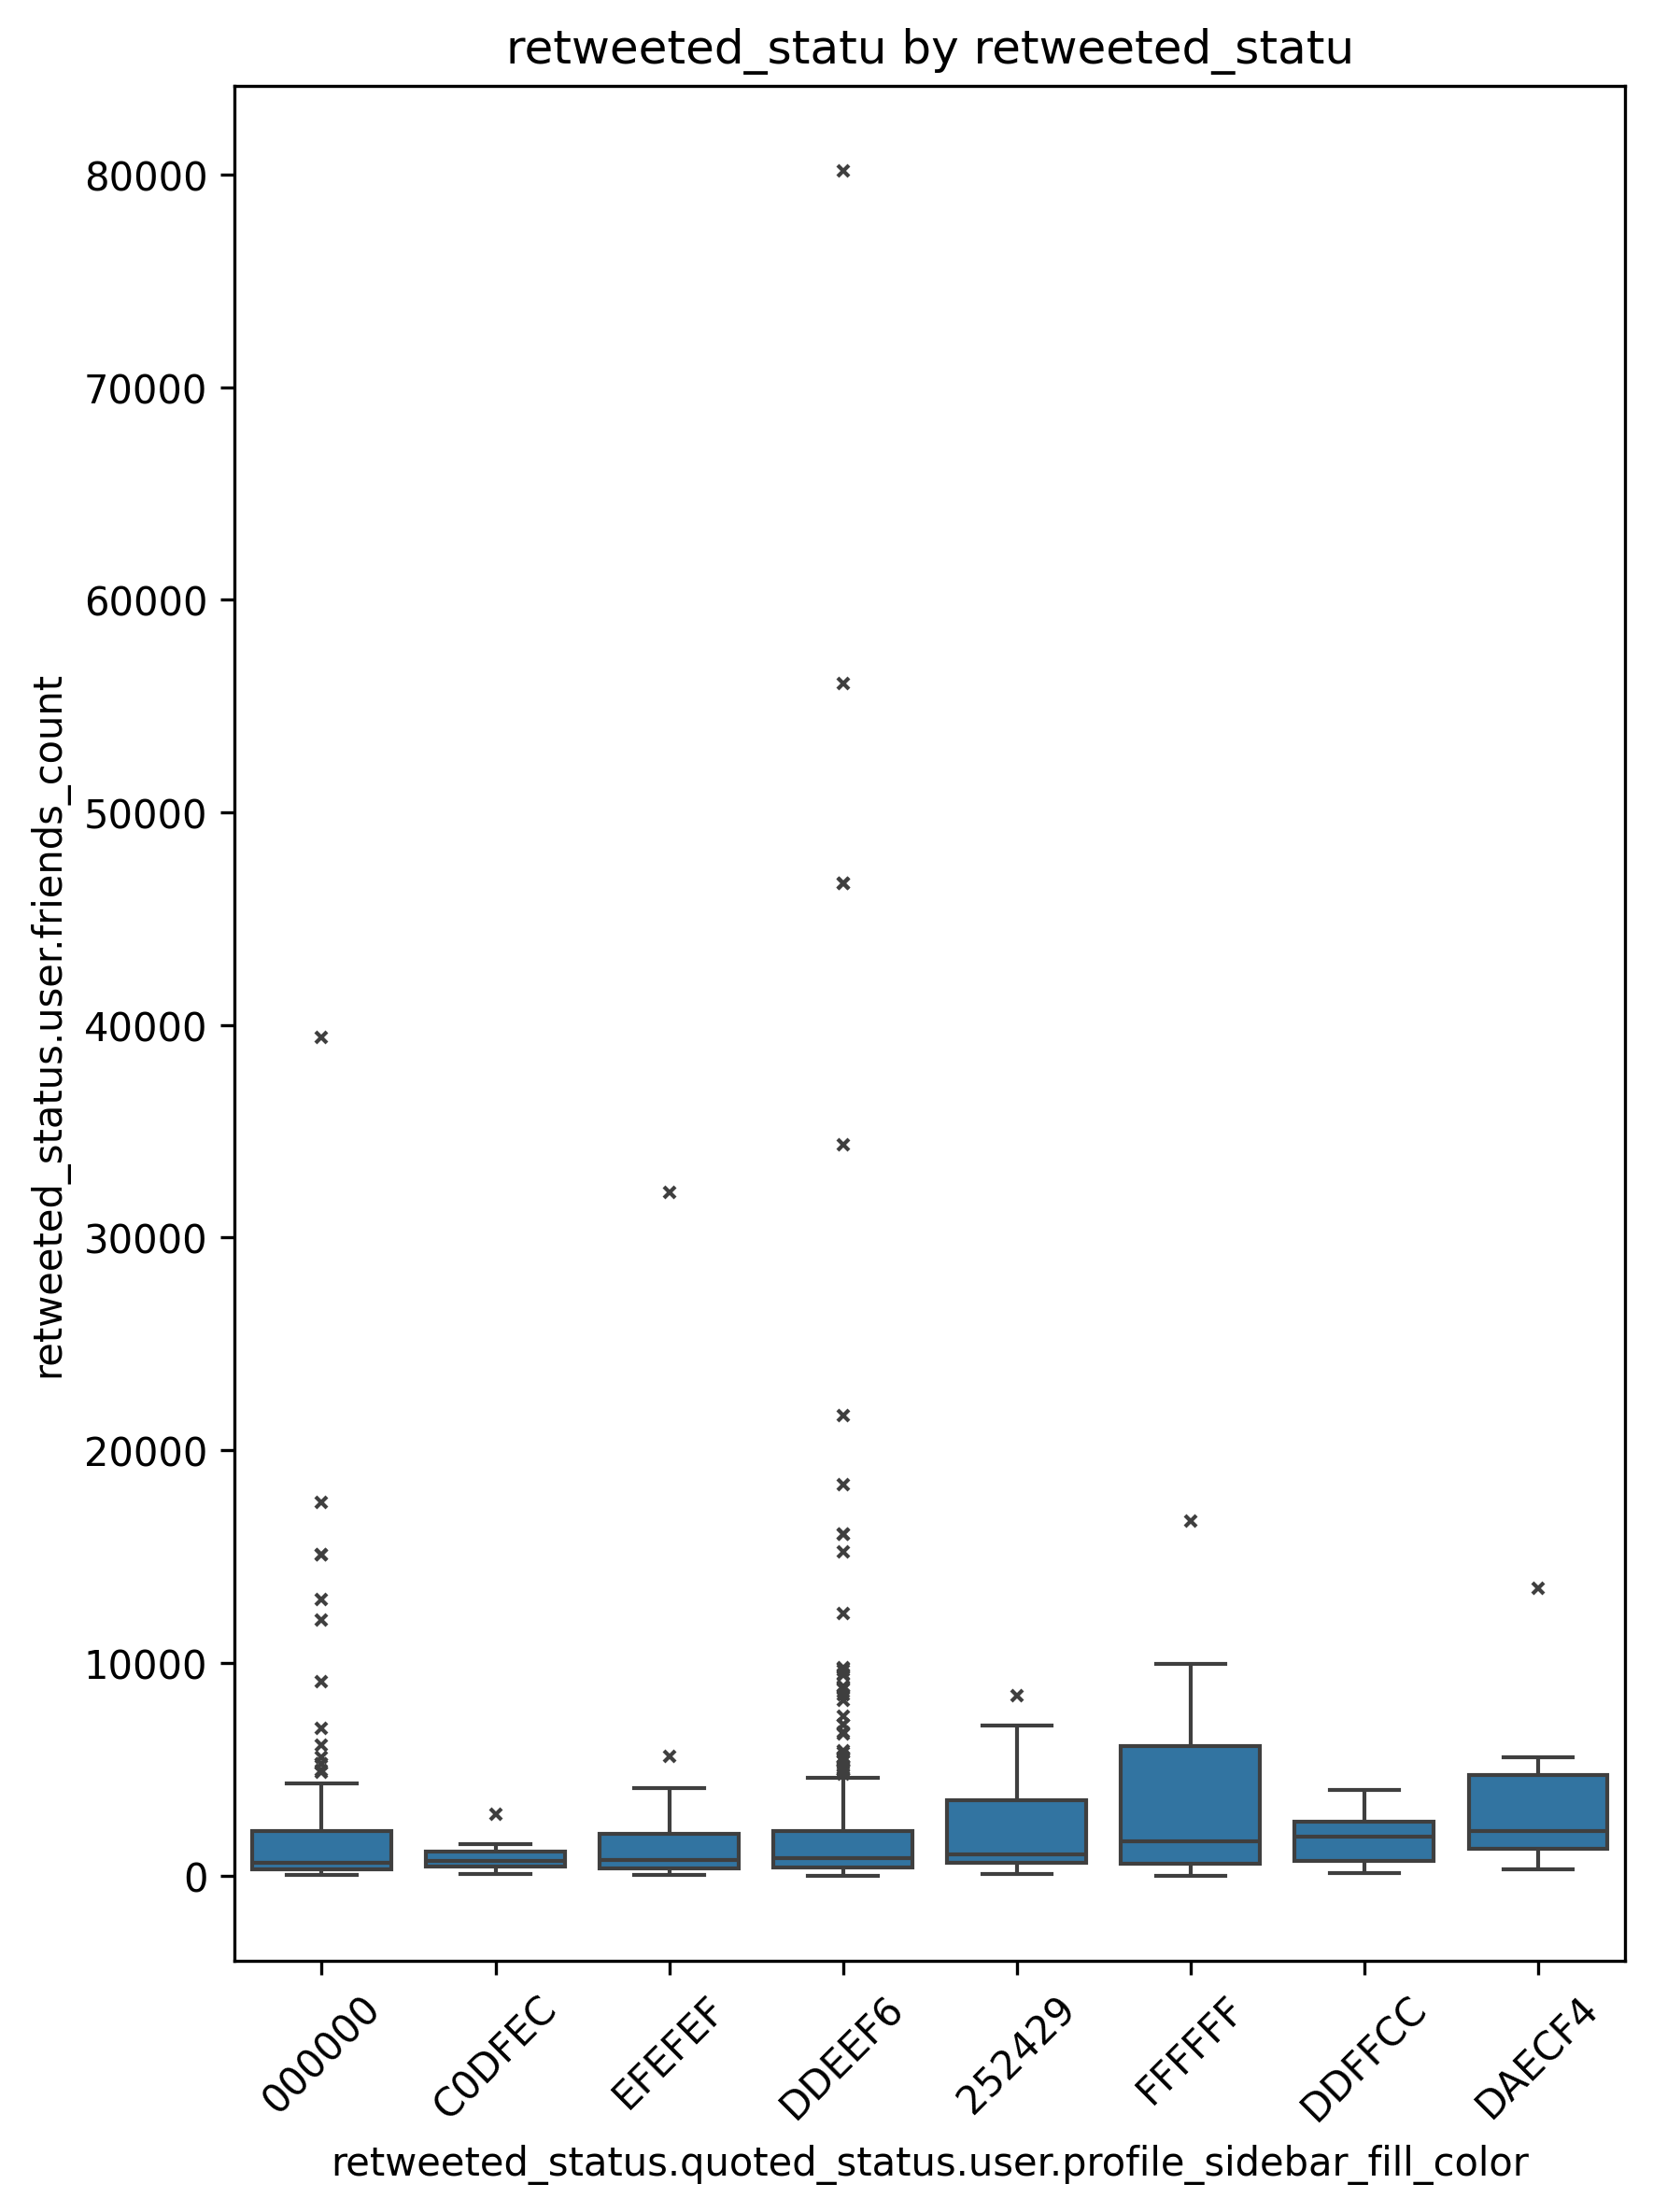 retweeted_statu by retweeted_statu
retweeted_status.user.friends_count
80000
70000
60000
50000
40000
30000
20000
10000
0
000000
C0DFEC
EFEFEF
DDEEF6
252429
FFFFFF
DDFFCC
DAECF4
retweeted_status.quoted_status.user.profile_sidebar_fill_color